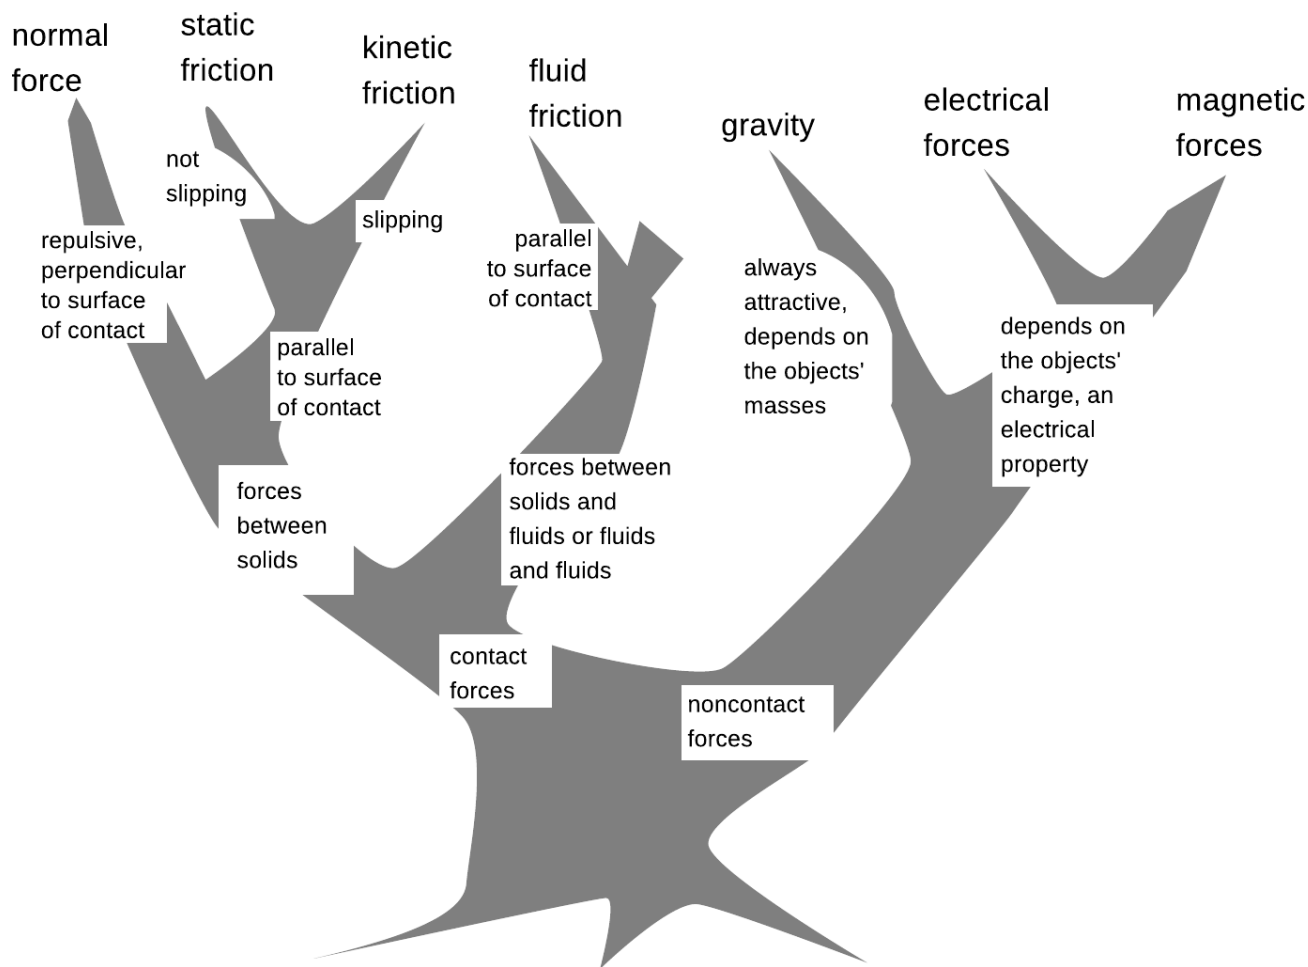 normal
force
static
friction
kinetic
friction
fluid
friction
gravity
electrical
forces
magnetic
forces
not
slipping
slipping
repulsive,
perpendicular
to surface
of contact
parallel
to surface
of contact
parallel
to surface
of contact
always
attractive,
depends on
the objects'
masses
depends on
the objects'
charge, an
electrical
property
forces
between
solids
forces between
solids and
fluids or fluids
and fluids
contact
forces
noncontact
forces